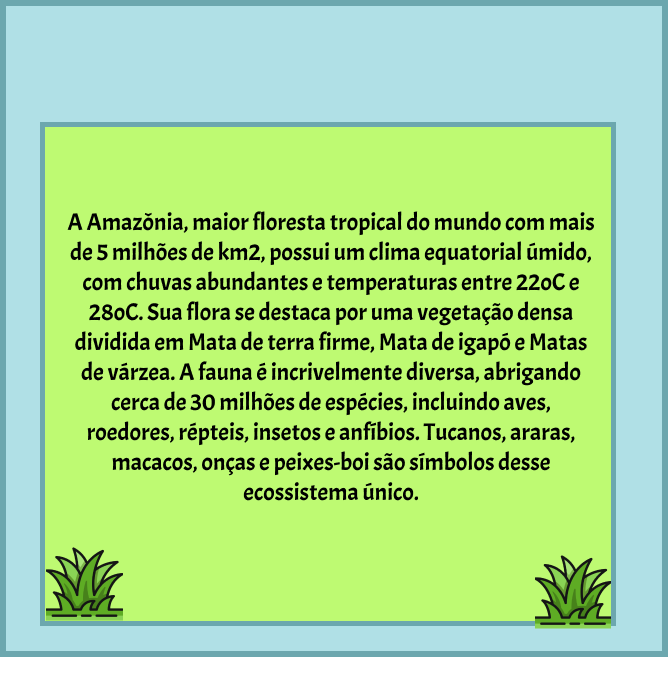 A Amazŏnia, maior floresta tropical do mundo com mais
de 5 milhões de km2, possui um clima equatorial úmido,
com chuvas abundantes e temperaturas entre 22oC e
28oC. Sua flora se destaca por uma vegetação densa
dividida em Mata de terra firme, Mata de igapó e Matas
de várzea. A fauna é incrivelmente diversa, abrigando
cerca de 30 milhões de espécies, incluindo aves,
roedores, répteis, insetos e anfíbios. Tucanos, araras,
macacos, onças e peixes-boi são símbolos desse
ecossistema único.